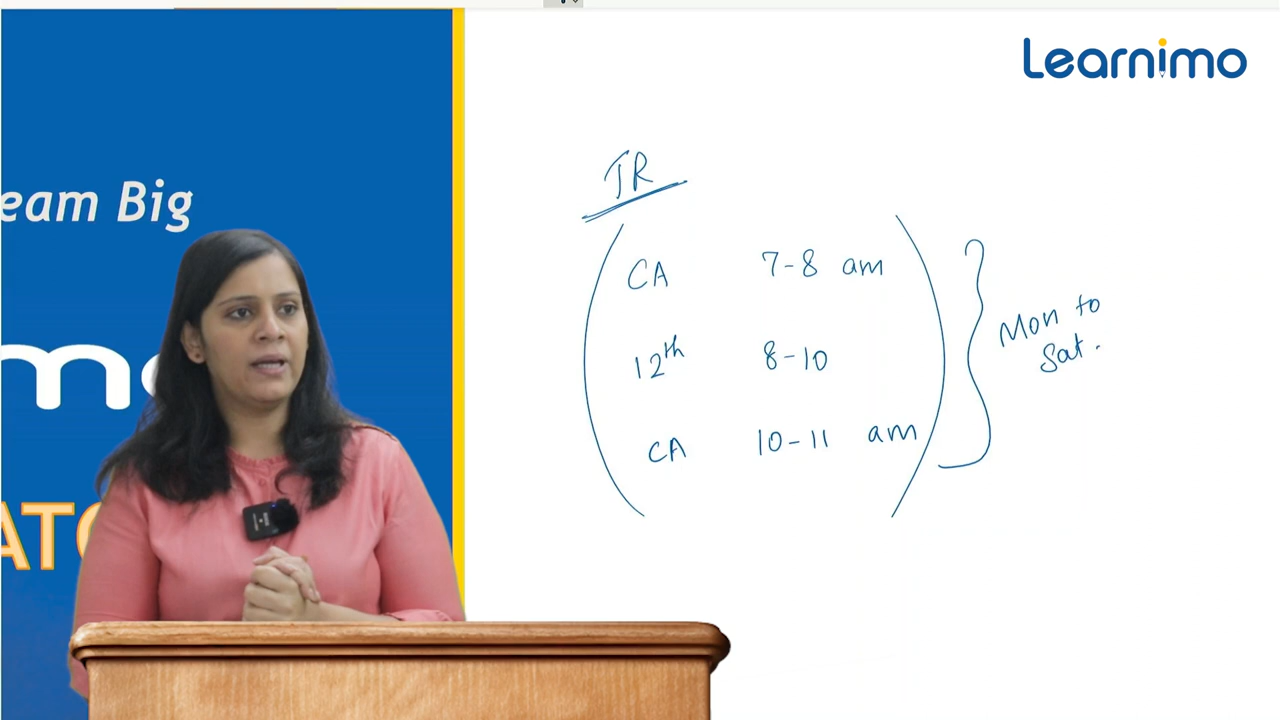 Learnimo
eam Big
JR
CA 7-8 am
12th 8-10
CA 10-11 am
Mon to
Sat.